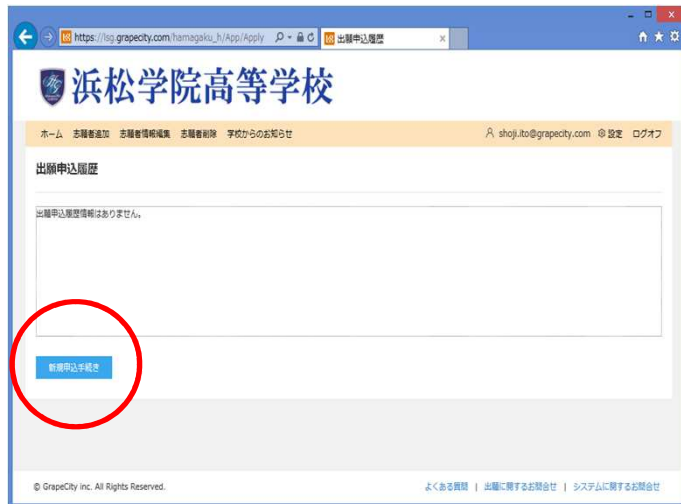 https://lsg.grapecity.com/hamagaku_h/App/Apply
出願申込履歴
浜松学院高等学校
ホーム 志願者追加 志願者情報編集 志願者削除 学校からのお知らせ shoji.ito@grapecity.com 設定 ログオフ
出願申込履歴
出願申込履歴情報はありません。
新規申込手続き
© GrapeCity inc. All Rights Reserved. よくある質問 | 出願に関するお問合せ | システムに関するお問合せ